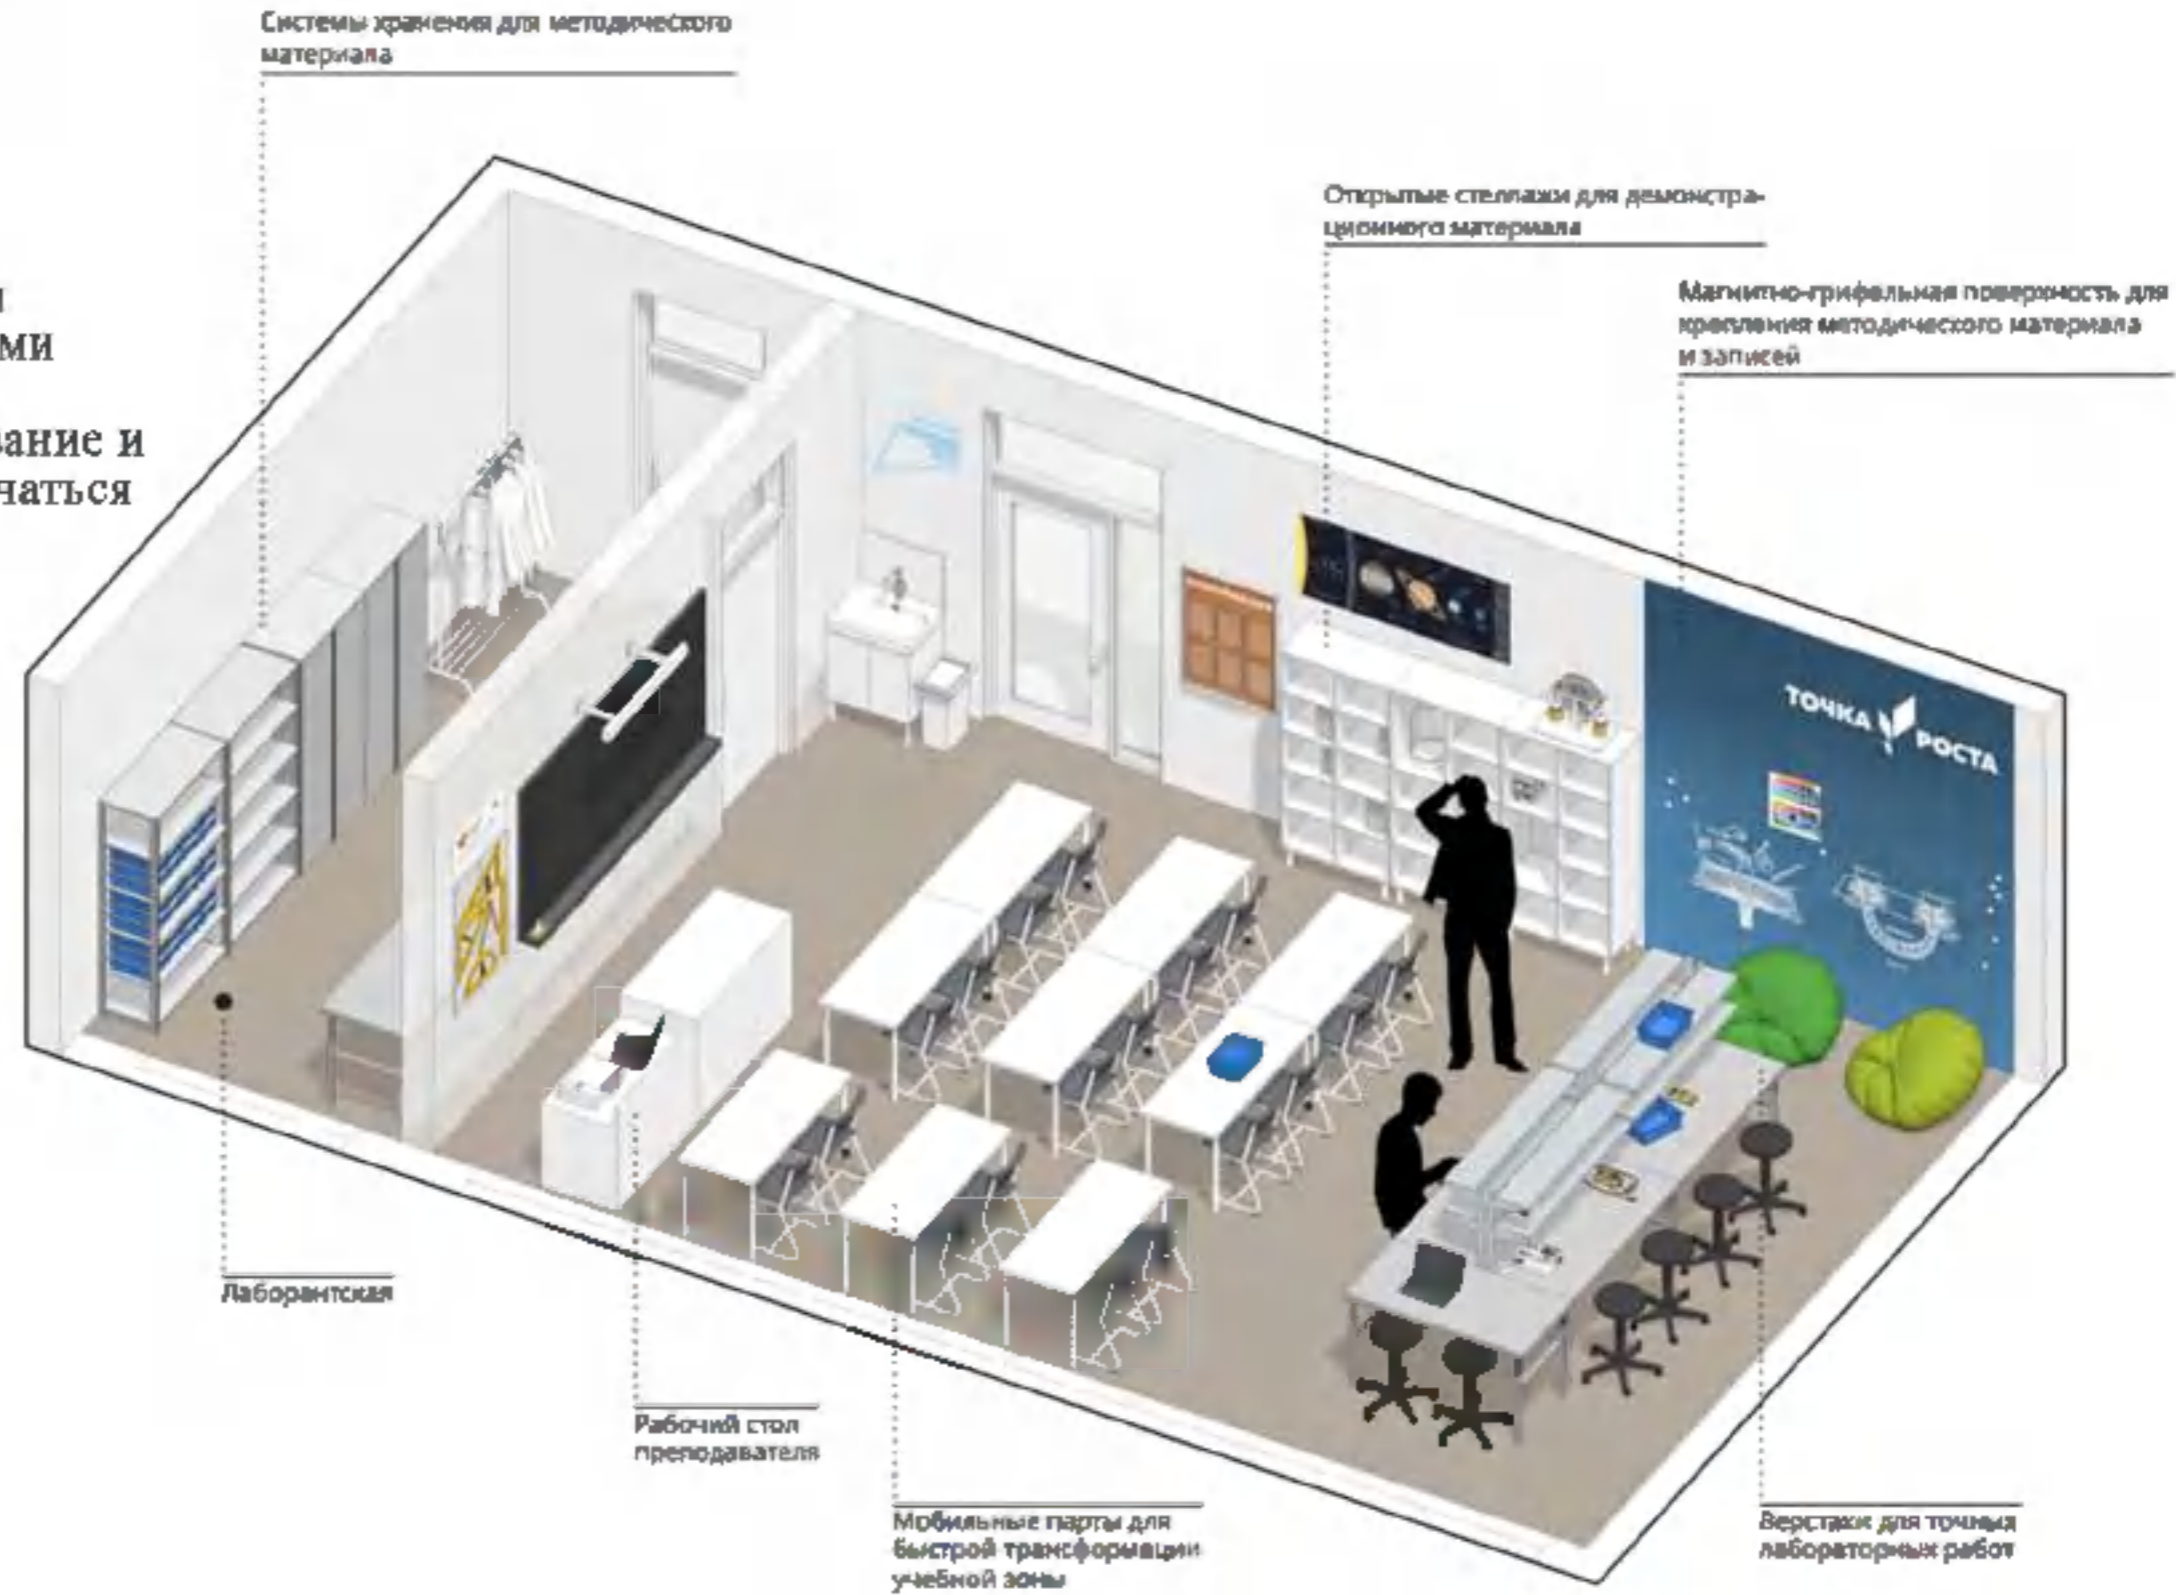 Системы хранения для методического
материала
Открытые стеллажи для демонстра-
ционного материала
Магнитно-грифельная поверхность для
крепления методического материала
и записей
ми
ание и
чаться
ТОЧКА РОСТА
Лаборантская
Рабочий стол
преподавателя
Мобильные парты для
быстрой трансформации
учебной зоны
Верстаки для точных
лабораторных работ